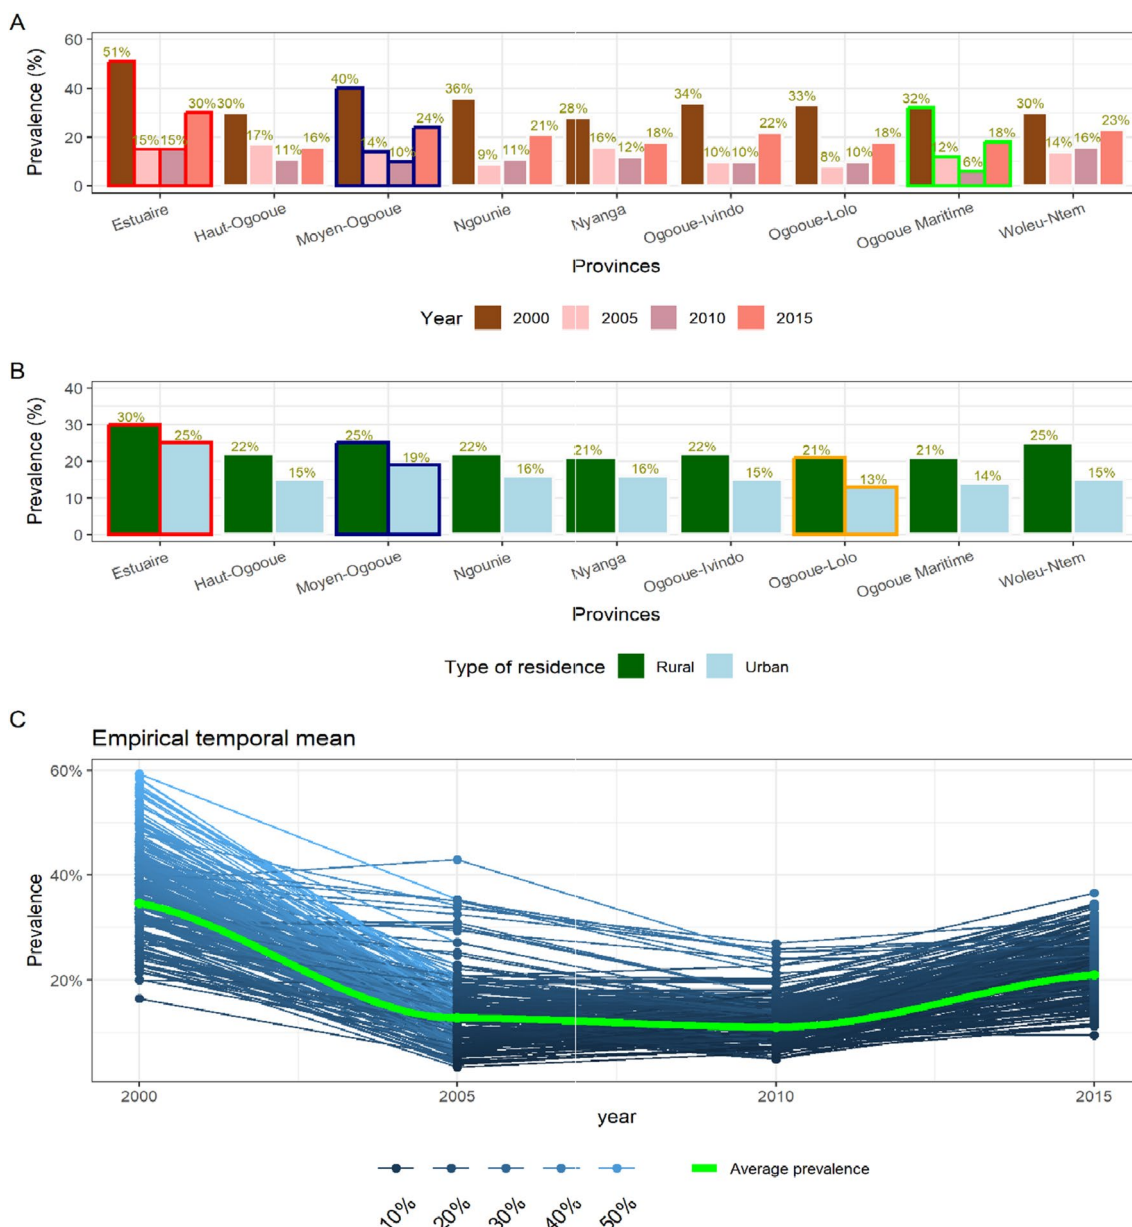 A
60
40
20
0
Prevalence (%)
51% 15% 15% 30% 30% 17% 11% 16% 40% 14% 10% 24% 36% 9% 11% 21% 28% 16% 12% 18% 34% 10% 10% 22% 33% 8% 10% 18% 32% 12% 6% 18% 30% 14% 16% 23%
Estuaire Haut-Ogooue Moyen-Ogooue Ngounie Nyanga Ogooue-Ivindo Ogooue-Lolo Ogooue Maritime Woleu-Ntem
Provinces
Year 2000 2005 2010 2015
B
40
30
20
10
0
Prevalence (%)
30% 25% 22% 15% 25% 19% 22% 16% 21% 16% 22% 15% 21% 13% 21% 14% 25% 15%
Estuaire Haut-Ogooue Moyen-Ogooue Ngounie Nyanga Ogooue-Ivindo Ogooue-Lolo Ogooue Maritime Woleu-Ntem
Provinces
Type of residence Rural Urban
C
Empirical temporal mean
60%
40%
20%
Prevalence
2000 2005 2010 2015
year
Average prevalence
10% 20% 30% 40% 50%